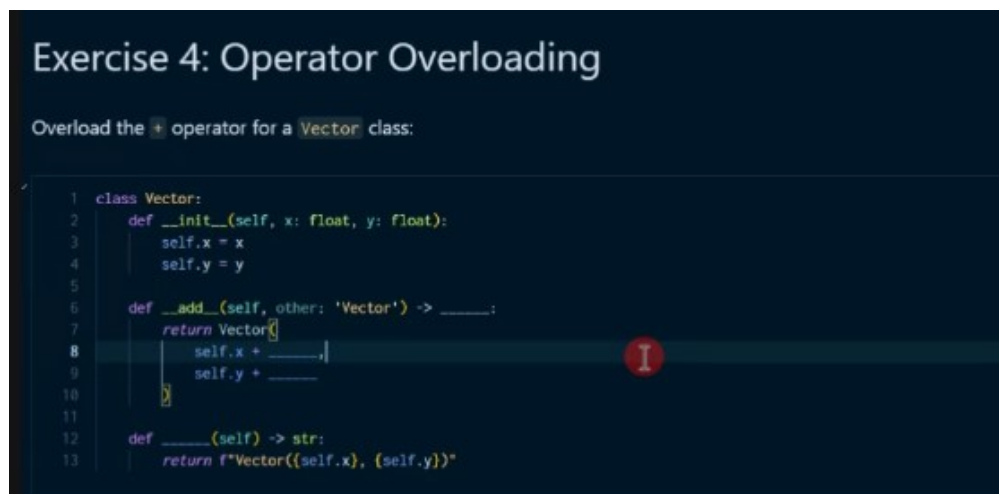 Exercise 4: Operator Overloading
Overload the + operator for a Vector class:
1 class Vector:
2     def __init__(self, x: float, y: float):
3         self.x = x
4         self.y = y
5
6     def __add__(self, other: 'Vector') -> ______:
7         return Vector(
8             self.x + ______,
9             self.y + ______
10         )
11
12     def ______(self) -> str:
13         return f"Vector({self.x}, {self.y})"